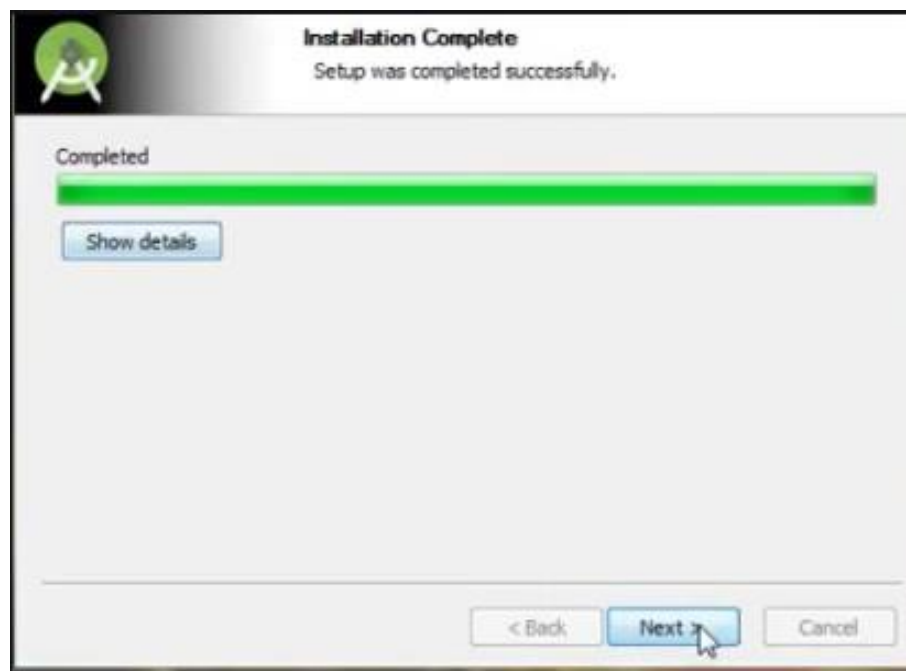 Installation Complete
Setup was completed successfully.
Completed
Show details
< Back
Next >
Cancel